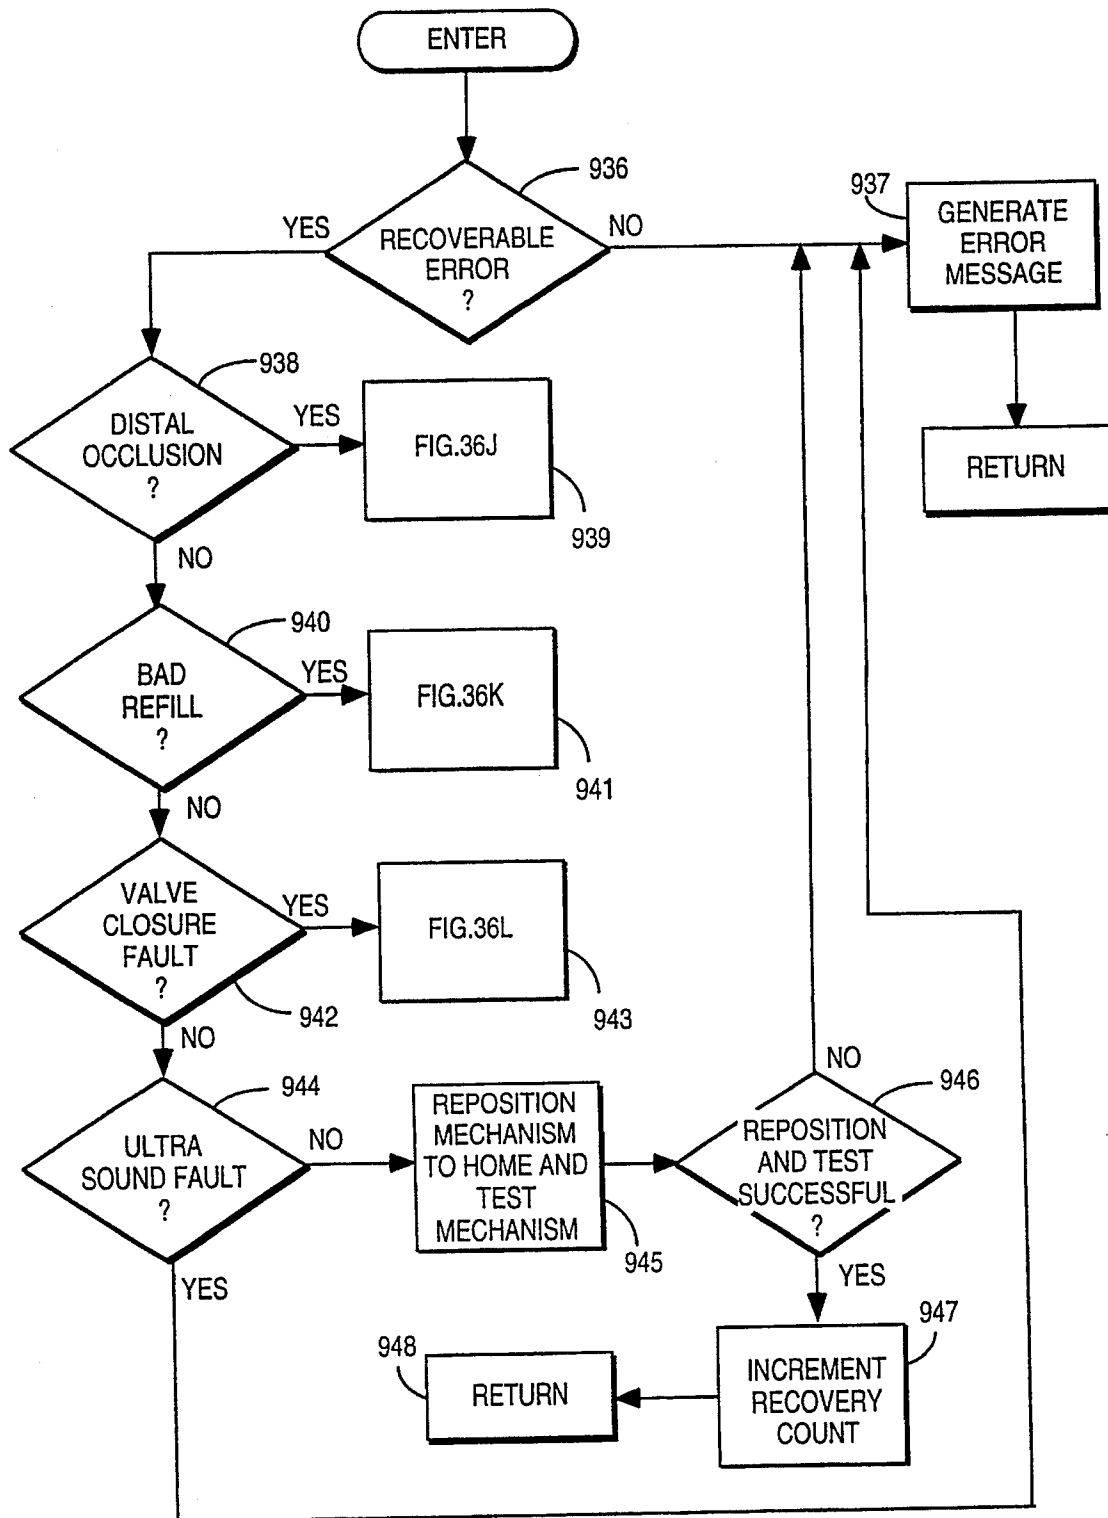 ENTER
936
RECOVERABLE
ERROR
?
YES
NO
937
GENERATE
ERROR
MESSAGE
RETURN
938
DISTAL
OCCLUSION
?
YES
FIG.36J
939
NO
940
BAD
REFILL
?
YES
FIG.36K
941
NO
VALVE
CLOSURE
FAULT
?
YES
FIG.36L
942
943
NO
944
ULTRA
SOUND FAULT
?
NO
REPOSITION
MECHANISM
TO HOME AND
TEST
MECHANISM
945
NO
946
REPOSITION
AND TEST
SUCCESSFUL
?
YES
YES
947
INCREMENT
RECOVERY
COUNT
948
RETURN